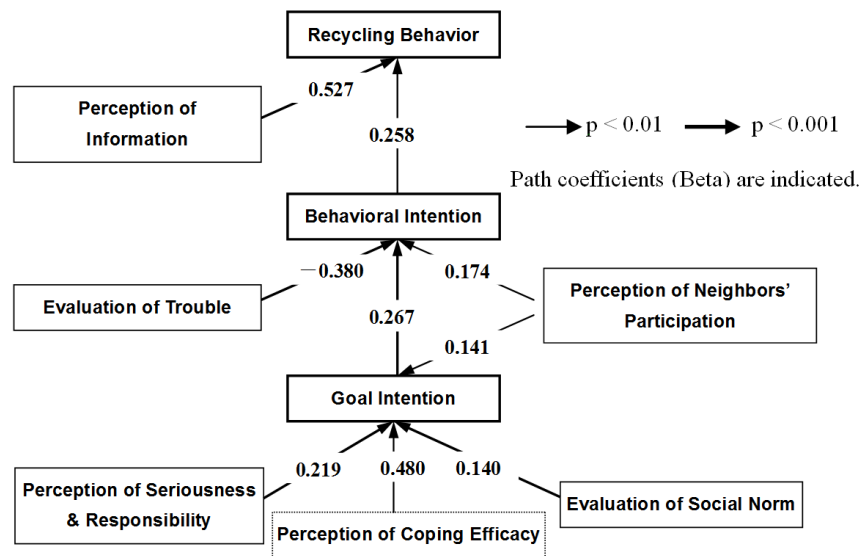 Recycling Behavior
0.527
Perception of
Information
0.258
p < 0.01
p < 0.001
Path coefficients (Beta) are indicated.
Behavioral Intention
−0.380
0.174
Evaluation of Trouble
Perception of Neighbors’
Participation
0.267
0.141
Goal Intention
0.219
0.480
0.140
Perception of Seriousness
& Responsibility
Evaluation of Social Norm
Perception of Coping Efficacy